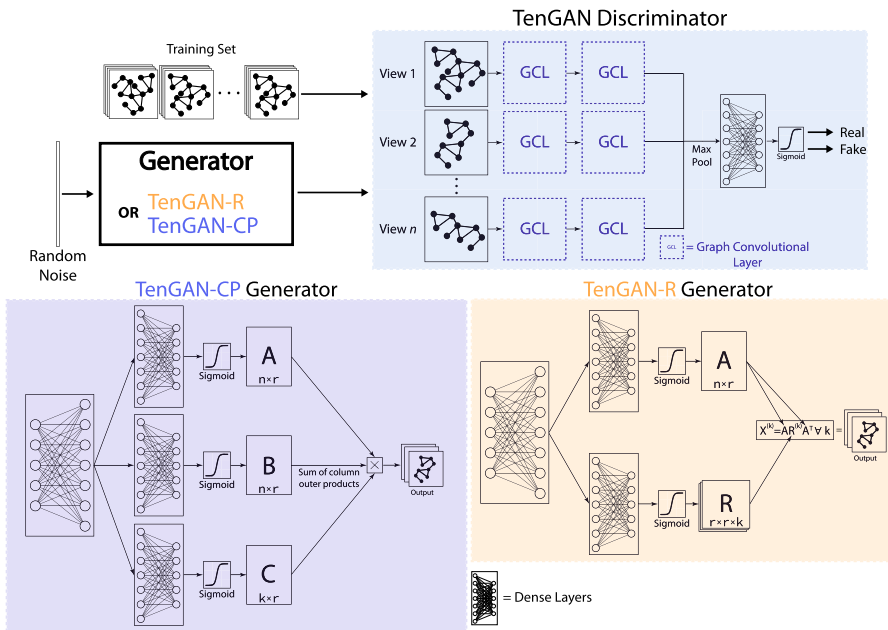 TenGAN Discriminator
Training Set
View 1
GCL
GCL
View 2
GCL
GCL
View n
GCL
GCL
Max
Pool
Sigmoid
Real
Fake
GCL
= Graph Convolutional
Layer
Generator
OR
TenGAN-R
TenGAN-CP
Random
Noise
TenGAN-CP Generator
Sigmoid
A
n×r
Sigmoid
B
n×r
Sum of column
outer products
×
Output
Sigmoid
C
k×r
TenGAN-R Generator
Sigmoid
A
n×r
X⁽ᵏ⁾=AR⁽ᵏ⁾Aᵀ∀ k
=
Output
Sigmoid
R
r×r×k
= Dense Layers